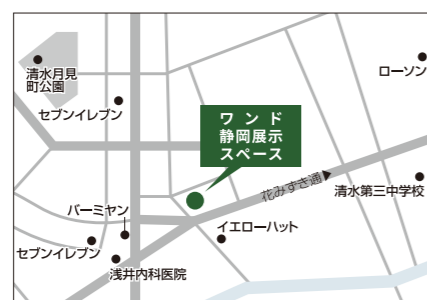 清水月見
町公園
ローソン
セブンイレブン
ワンド
静岡展示
スペース
花みずき通▶
清水第三中学校
バーミヤン
イエローハット
セブンイレブン
浅井内科医院